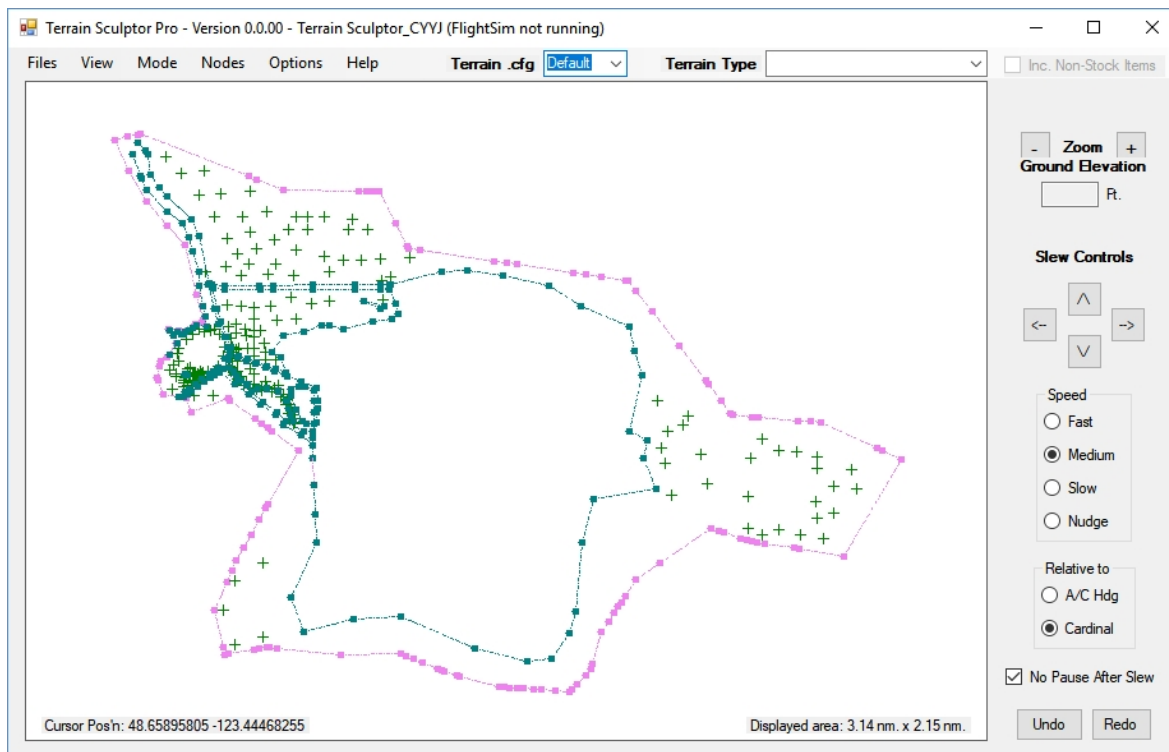 Terrain Sculptor Pro - Version 0.0.00 - Terrain Sculptor_CYYJ (FlightSim not running)
Files View Mode Nodes Options Help Terrain .cfg Default Terrain Type Inc. Non-Stock Items
- Zoom +
Ground Elevation
Ft.
Slew Controls
/\
<-- -->
\/
Speed
Fast
Medium
Slow
Nudge
Relative to
A/C Hdg
Cardinal
No Pause After Slew
Cursor Pos'n: 48.65895805 -123.44468255 Displayed area: 3.14 nm. x 2.15 nm. Undo Redo